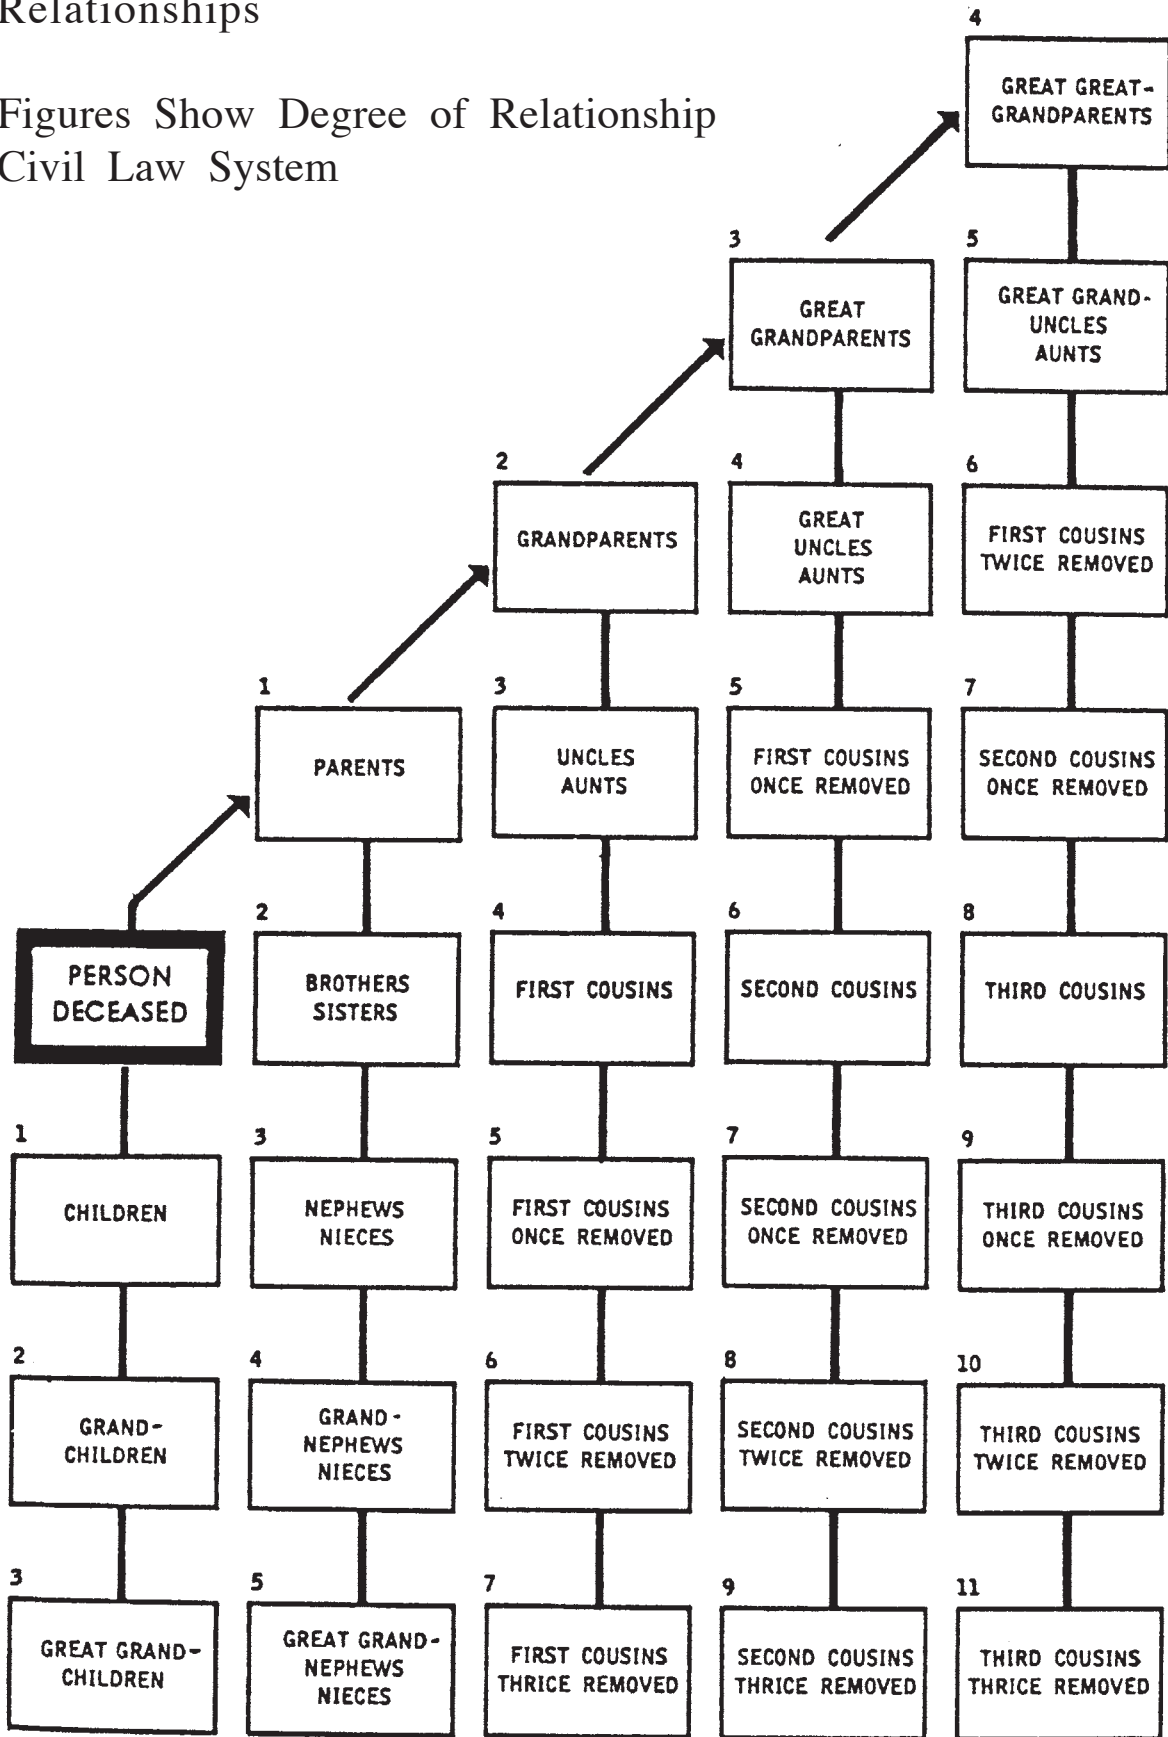 Relationships
Figures Show Degree of Relationship
Civil Law System
4
GREAT GREAT-
GRANDPARENTS
3
GREAT
GRANDPARENTS
5
GREAT GRAND-
UNCLES
AUNTS
2
GRANDPARENTS
4
GREAT
UNCLES
AUNTS
6
FIRST COUSINS
TWICE REMOVED
1
PARENTS
3
UNCLES
AUNTS
5
FIRST COUSINS
ONCE REMOVED
7
SECOND COUSINS
ONCE REMOVED
PERSON
DECEASED
2
BROTHERS
SISTERS
4
FIRST COUSINS
6
SECOND COUSINS
8
THIRD COUSINS
1
CHILDREN
3
NEPHEWS
NIECES
5
FIRST COUSINS
ONCE REMOVED
7
SECOND COUSINS
ONCE REMOVED
9
THIRD COUSINS
ONCE REMOVED
2
GRAND-
CHILDREN
4
GRAND-
NEPHEWS
NIECES
6
FIRST COUSINS
TWICE REMOVED
8
SECOND COUSINS
TWICE REMOVED
10
THIRD COUSINS
TWICE REMOVED
3
GREAT GRAND-
CHILDREN
5
GREAT GRAND-
NEPHEWS
NIECES
7
FIRST COUSINS
THRICE REMOVED
9
SECOND COUSINS
THRICE REMOVED
11
THIRD COUSINS
THRICE REMOVED